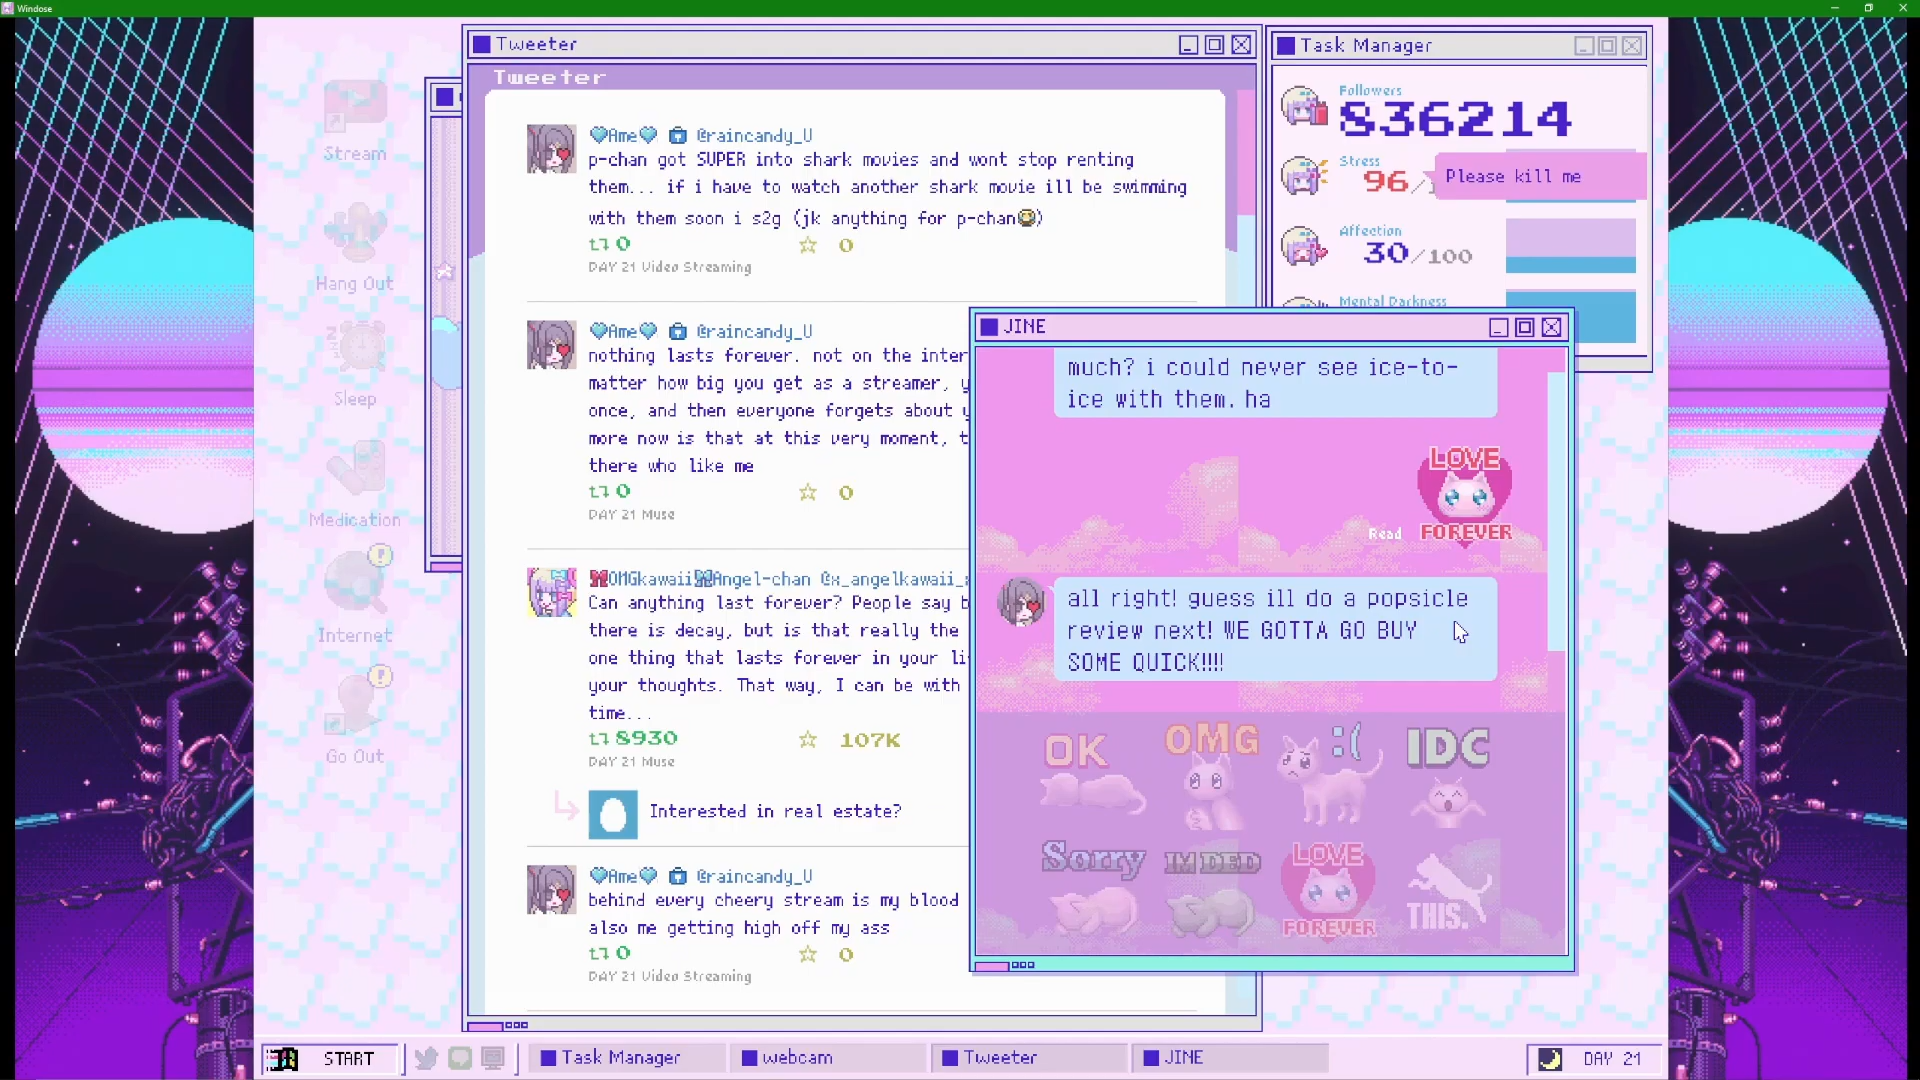 Windose
Stream
Hang Out
Sleep
Medication
Internet
Go Out
Tweeter
Tweeter
Ame @raincandy_U
p-chan got SUPER into shark movies and wont stop renting
them... if i have to watch another shark movie ill be swimming
with them soon i s2g (jk anything for p-chan)
0 0
DAY 21 Video Streaming
Ame @raincandy_U
nothing lasts forever. not on the inter
matter how big you get as a streamer, y
once, and then everyone forgets about y
more now is that at this very moment, t
there who like me
0 0
DAY 21 Muse
OMGkawaiiAngel-chan @x_angelkawaii_
Can anything last forever? People say b
there is decay, but is that really the
one thing that lasts forever in your li
your thoughts. That way, I can be with
time...
8930 107K
DAY 21 Muse
Interested in real estate?
Ame @raincandy_U
behind every cheery stream is my blood
also me getting high off my ass
0 0
DAY 21 Video Streaming
Task Manager
Followers
836214
Stress
96/
Please kill me
Affection
30/100
Mental Darkness
JINE
much? i could never see ice-to-
ice with them. ha
LOVE
FOREVER
Read
all right! guess ill do a popsicle
review next! WE GOTTA GO BUY
SOME QUICK!!!!
OK OMG :( IDC
Sorry IM DED LOVE FOREVER THIS.
START
Task Manager
webcam
Tweeter
JINE
DAY 21